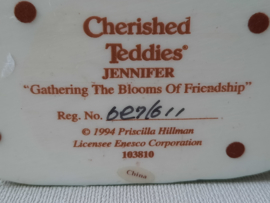 Cherished
Teddies®
JENNIFER
"Gathering The Blooms Of Friendship"
Reg. No. 6E7/611
© 1994 Priscilla Hillman
Licensee Enesco Corporation
103810
China